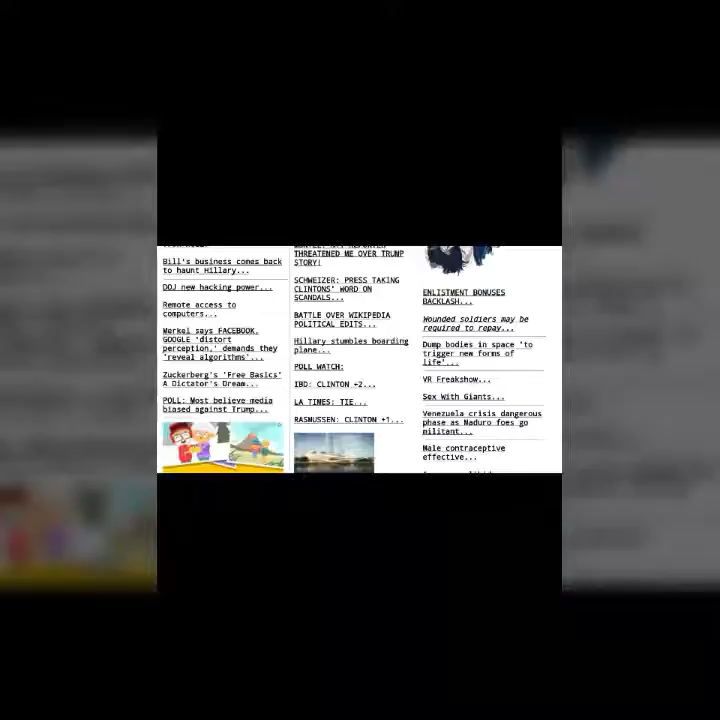 Bill's business comes back
to haunt Hillary...
DOJ new hacking power...
Remote access to
computers...
Merkel says FACEBOOK,
GOOGLE 'distort
perception,' demands they
'reveal algorithms'...
Zuckerberg's 'Free Basics'
A Dictator's Dream...
POLL: Most believe media
biased against Trump...
THREATENED ME OVER TRUMP
STORY!
SCHWEIZER: PRESS TAKING
CLINTONS' WORD ON
SCANDALS...
BATTLE OVER WIKIPEDIA
POLITICAL EDITS...
Hillary stumbles boarding
plane...
POLL WATCH:
IBD: CLINTON +2...
LA TIMES: TIE...
RASMUSSEN: CLINTON +1...
ENLISTMENT BONUSES
BACKLASH...
Wounded soldiers may be
required to repay...
Dump bodies in space 'to
trigger new forms of
life'...
VR Freakshow...
Sex With Giants...
Venezuela crisis dangerous
phase as Maduro foes go
militant...
Male contraceptive
effective...